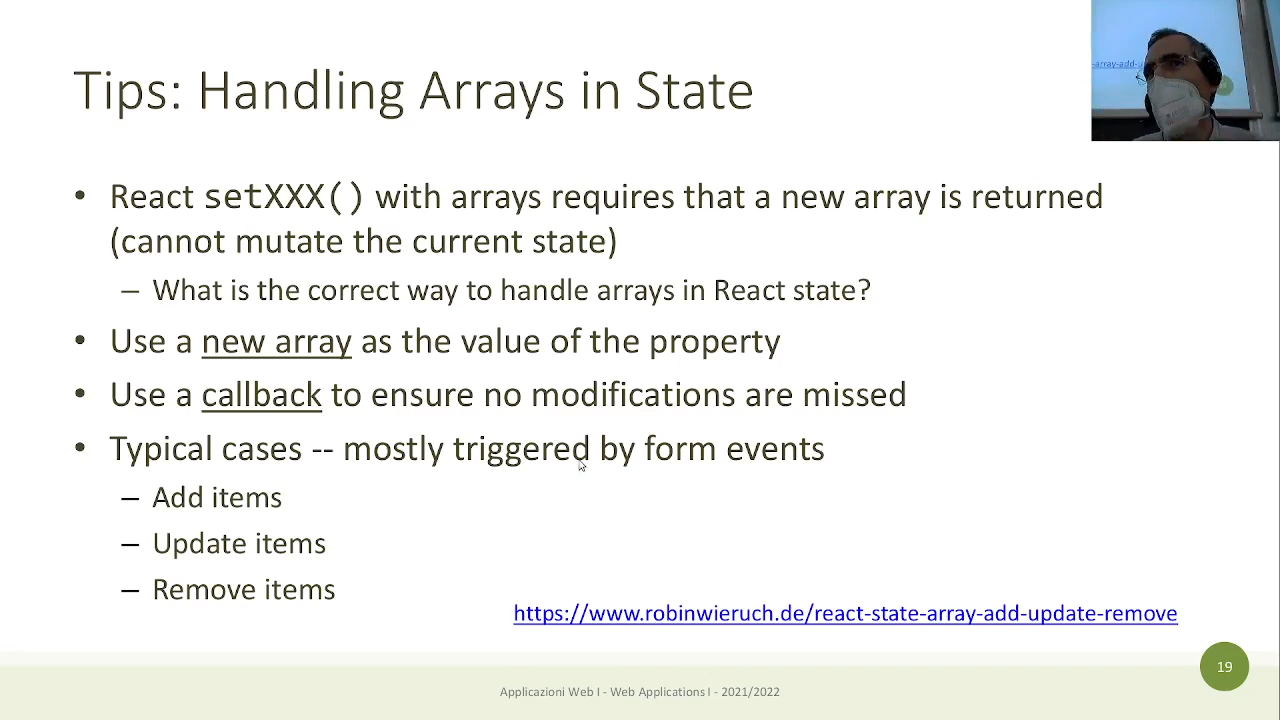 Tips: Handling Arrays in State
• React setXXX() with arrays requires that a new array is returned
(cannot mutate the current state)
– What is the correct way to handle arrays in React state?
• Use a new array as the value of the property
• Use a callback to ensure no modifications are missed
• Typical cases -- mostly triggered by form events
– Add items
– Update items
– Remove items
https://www.robinwieruch.de/react-state-array-add-update-remove
19
Applicazioni Web I - Web Applications I - 2021/2022